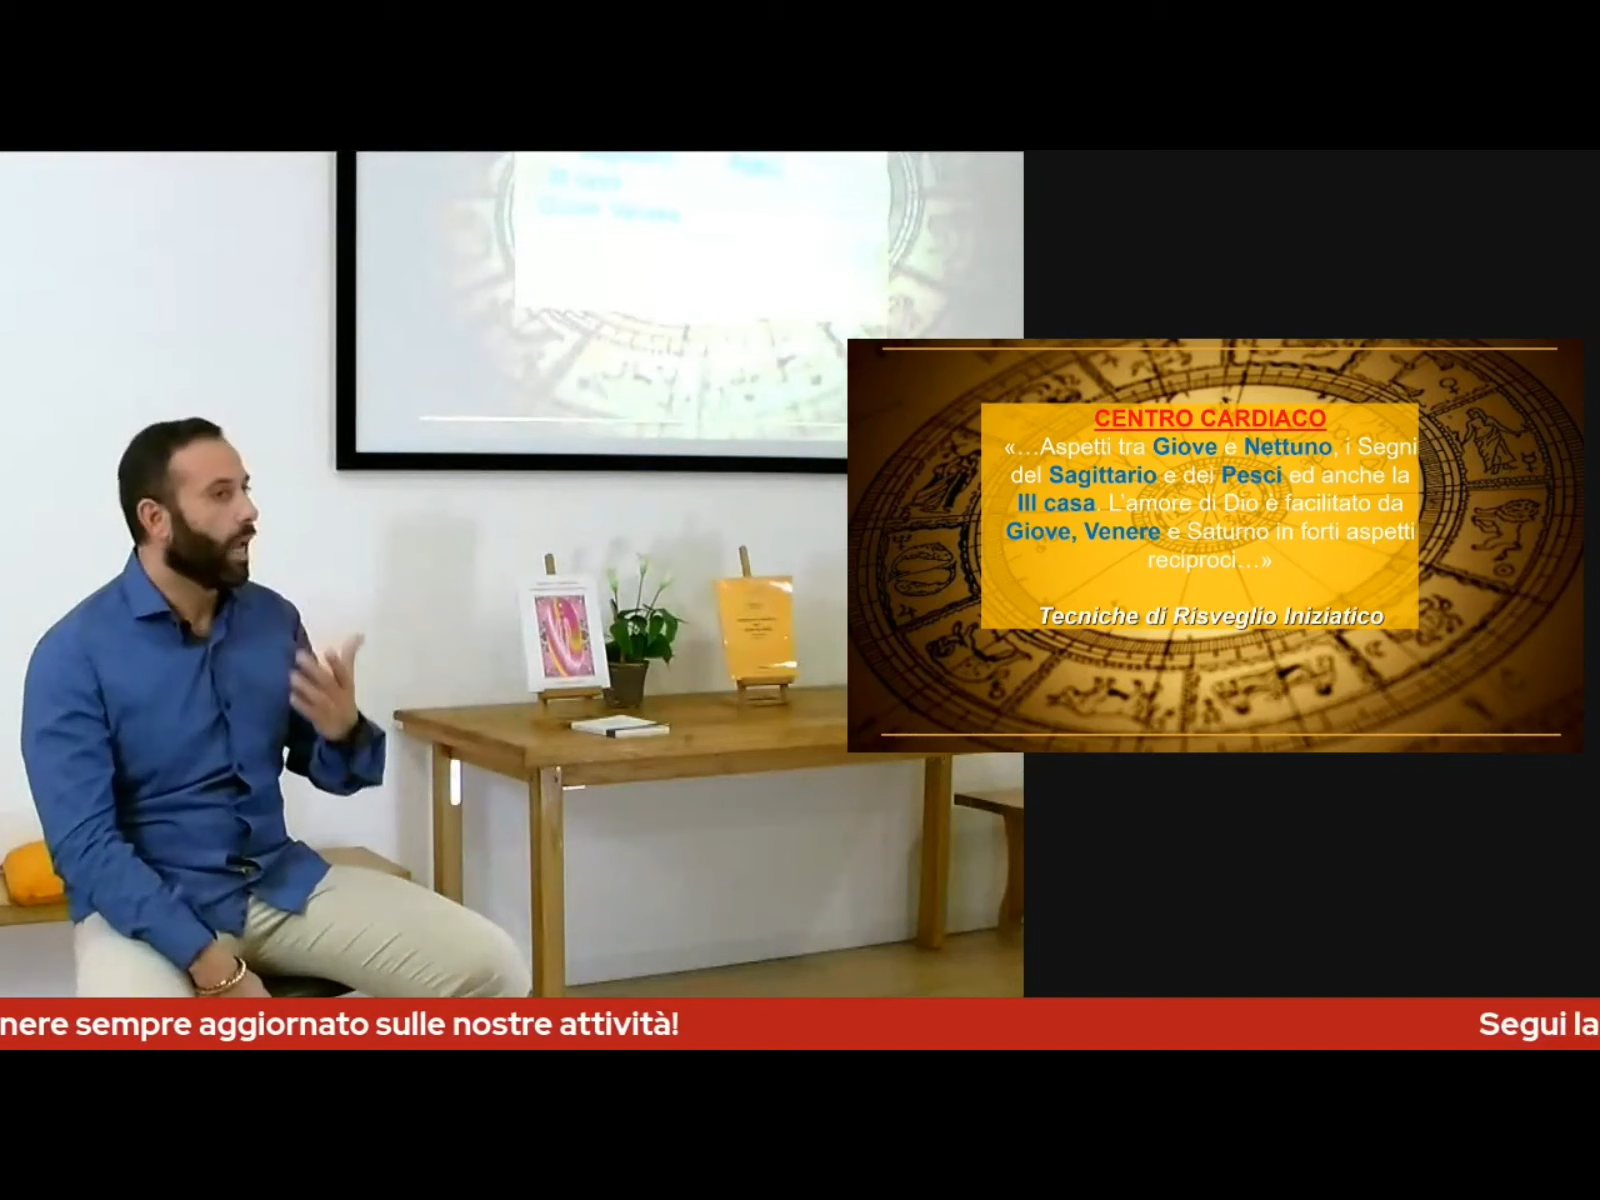 CENTRO CARDIACO
«…Aspetti tra Giove e Nettuno, i Segni
del Sagittario e dei Pesci ed anche la
III casa. L'amore di Dio è facilitato da
Giove, Venere e Saturno in forti aspetti
reciproci…»
Tecniche di Risveglio Iniziatico
nere sempre aggiornato sulle nostre attività!
Segui la